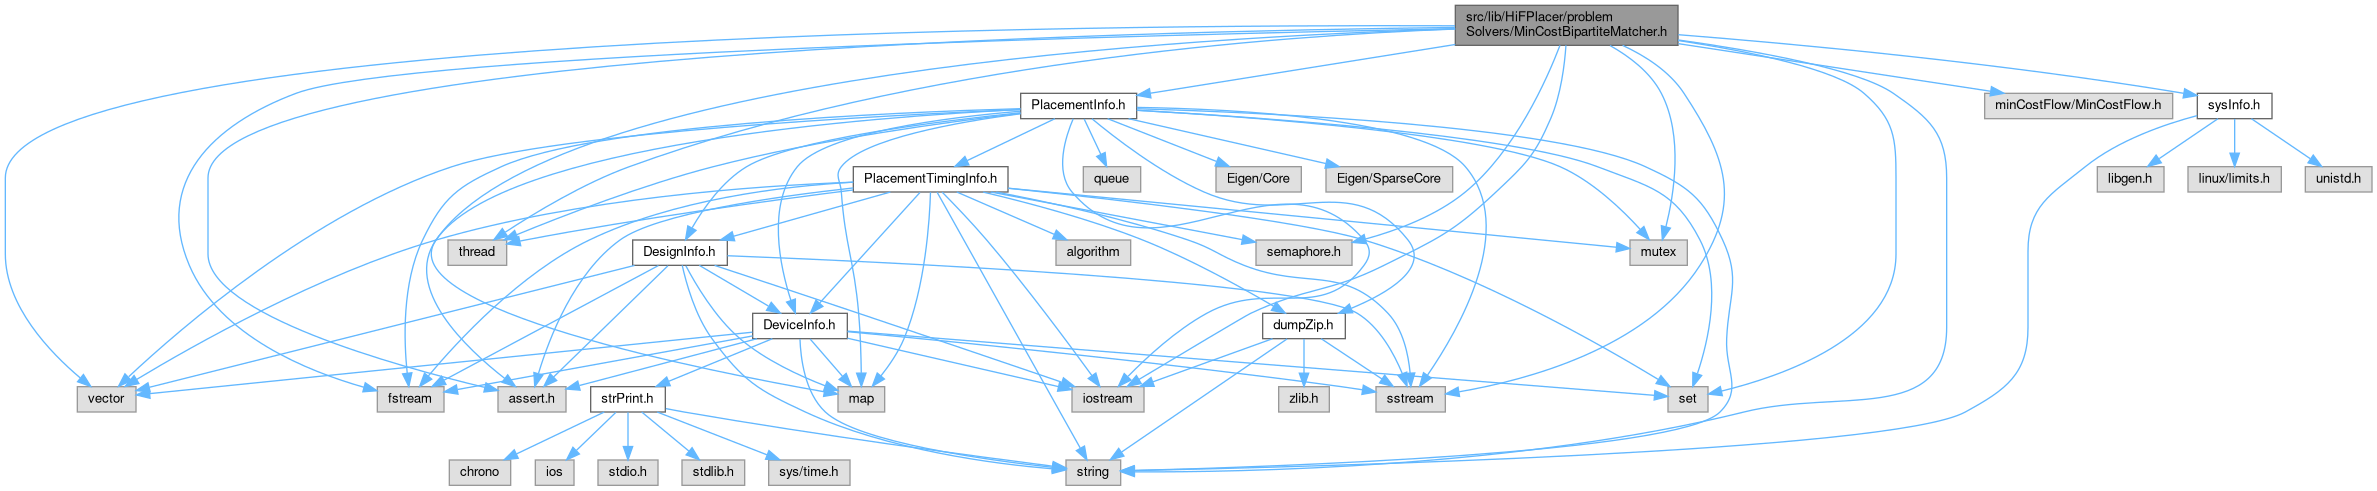 src/lib/HiFPlacer/problem
Solvers/MinCostBipartiteMatcher.h
PlacementInfo.h
minCostFlow/MinCostFlow.h
sysInfo.h
PlacementTimingInfo.h
queue
Eigen/Core
Eigen/SparseCore
libgen.h
linux/limits.h
unistd.h
thread
DesignInfo.h
algorithm
semaphore.h
mutex
DeviceInfo.h
dumpZip.h
vector
fstream
assert.h
strPrint.h
map
iostream
zlib.h
sstream
set
chrono
ios
stdio.h
stdlib.h
sys/time.h
string